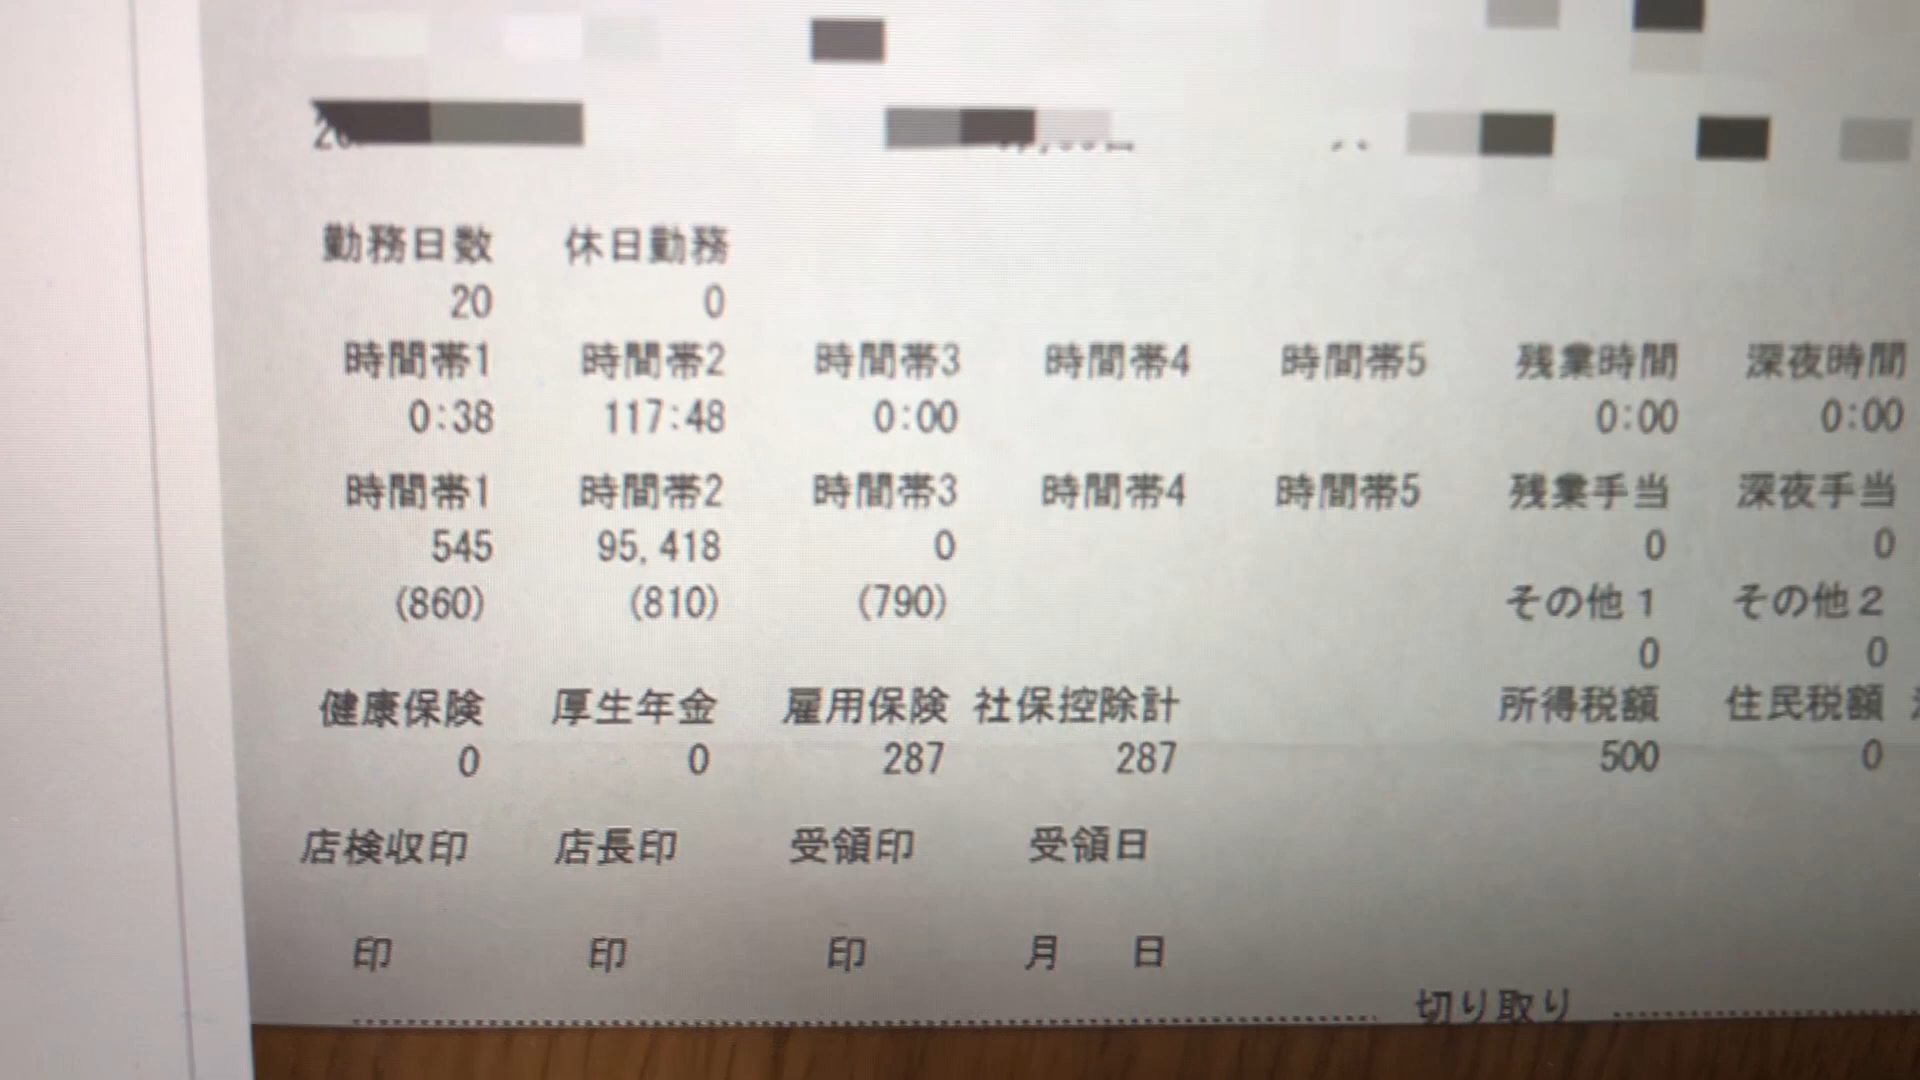 勤務日数 休日勤務
20 0
時間帯1 時間帯2 時間帯3 時間帯4 時間帯5 残業時間 深夜時間
0:38 117:48 0:00 0:00 0:00
時間帯1 時間帯2 時間帯3 時間帯4 時間帯5 残業手当 深夜手当
545 95,418 0 0 0
(860) (810) (790) その他1 その他2
0 0
健康保険 厚生年金 雇用保険 社保控除計 所得税額 住民税額
0 0 287 287 500 0
店検収印 店長印 受領印 受領日
印 印 印 月 日
切り取り